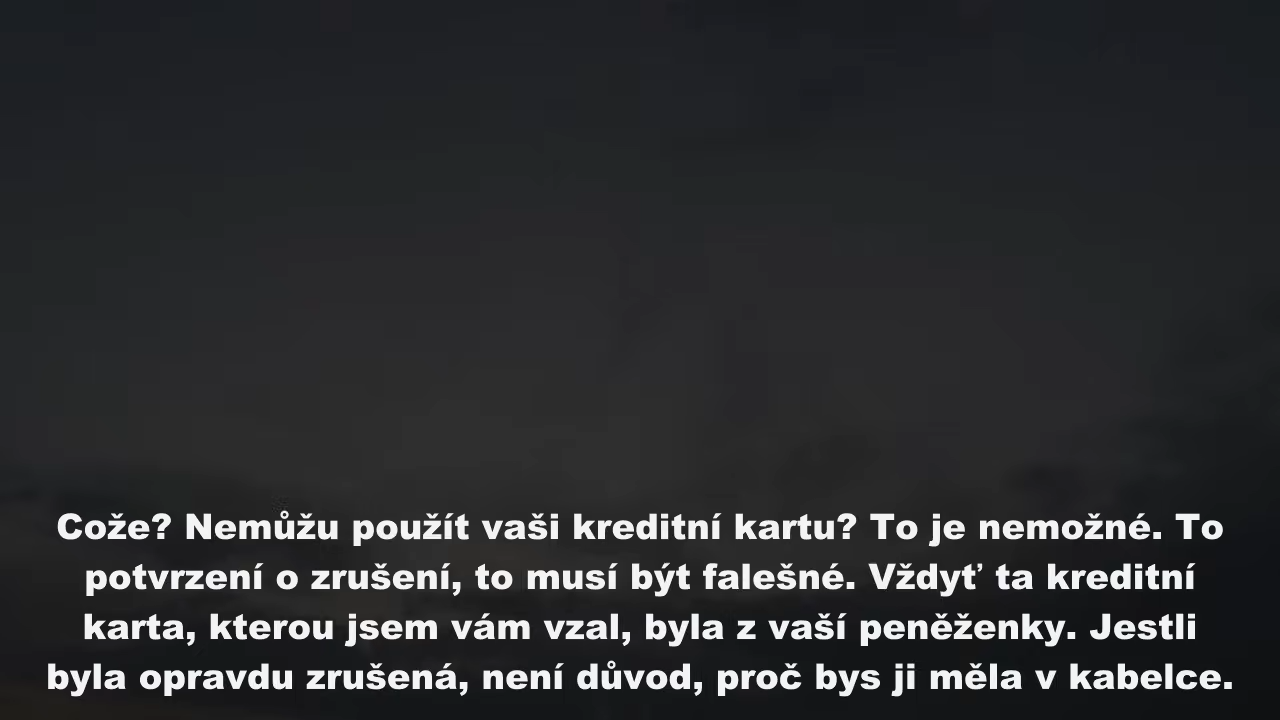 Cože? Nemůžu použít vaši kreditní kartu? To je nemožné. To
potvrzení o zrušení, to musí být falešné. Vždyť ta kreditní
karta, kterou jsem vám vzal, byla z vaší peněženky. Jestli
byla opravdu zrušená, není důvod, proč bys ji měla v kabelce.